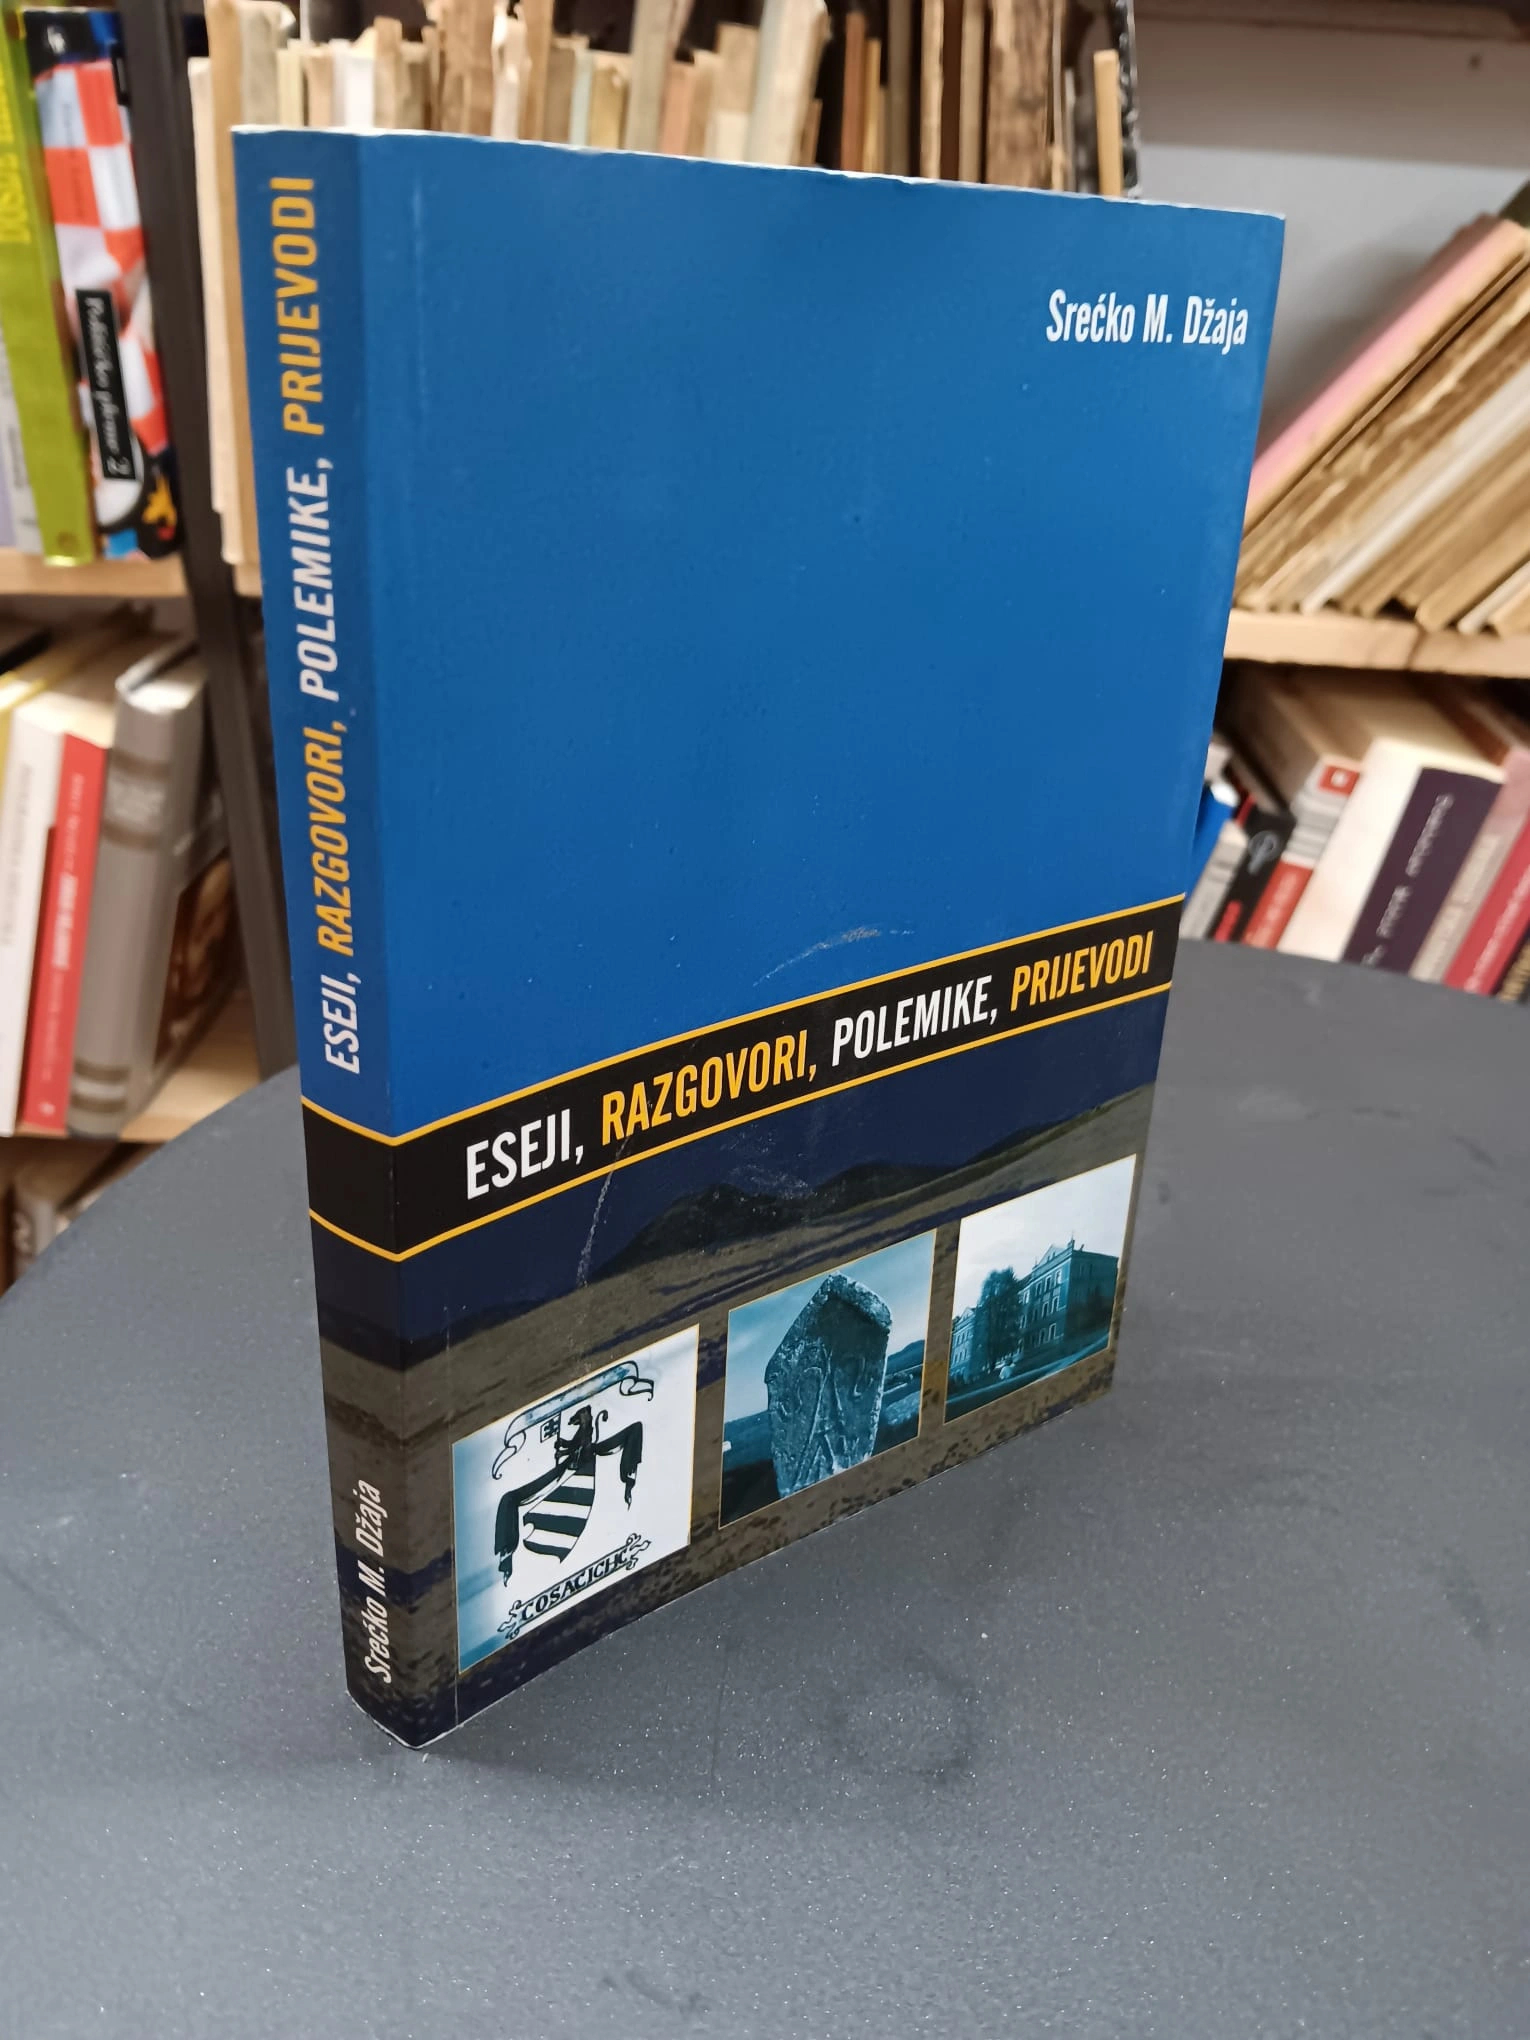 Srećko M. Džaja
ESEJI, RAZGOVORI, POLEMIKE, PRIJEVODI
COSACICHC
ESEJI, RAZGOVORI, POLEMIKE, PRIJEVODI
Srećko M. Džaja